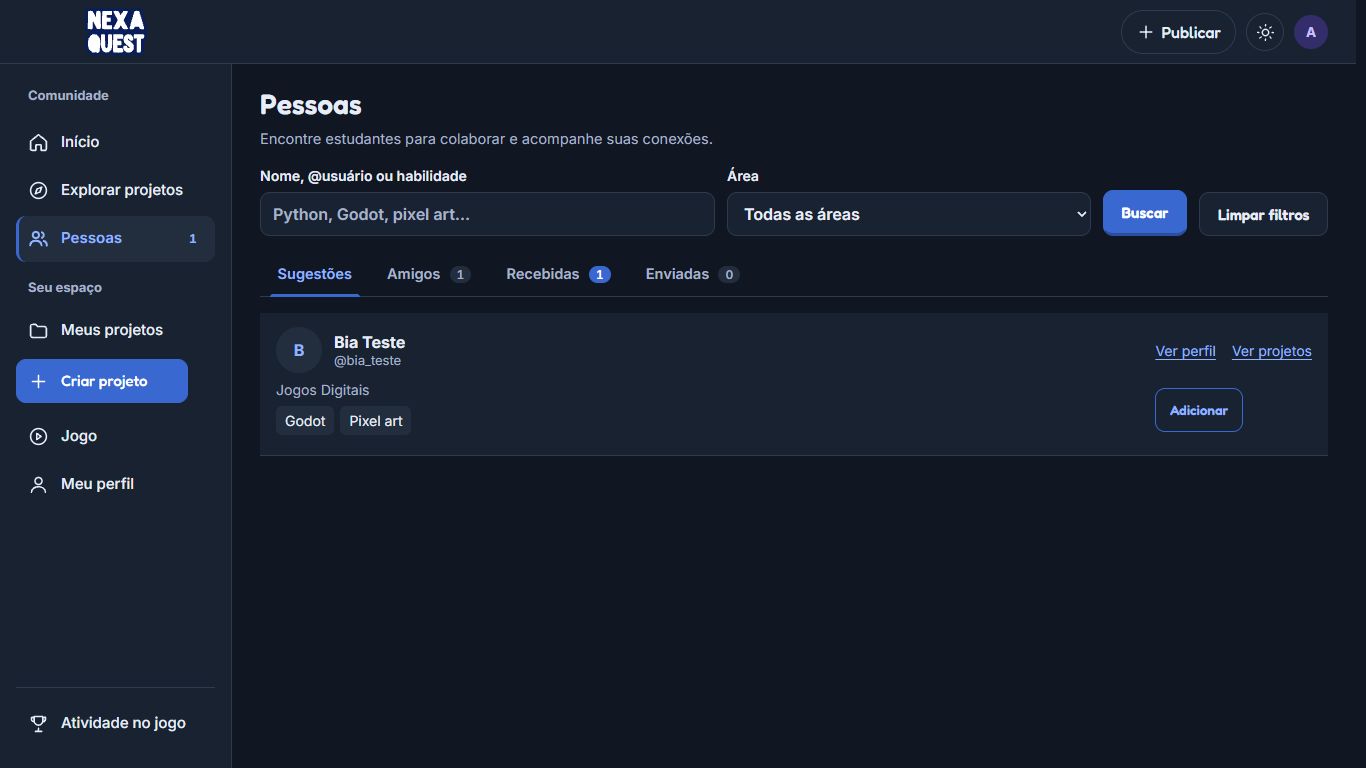 NEXA
QUEST
Publicar
A
Comunidade
Início
Explorar projetos
Pessoas 1
Seu espaço
Meus projetos
Criar projeto
Jogo
Meu perfil
Atividade no jogo
Pessoas
Encontre estudantes para colaborar e acompanhe suas conexões.
Nome, @usuário ou habilidade
Python, Godot, pixel art...
Área
Todas as áreas
Buscar
Limpar filtros
Sugestões Amigos 1 Recebidas 1 Enviadas 0
B
Bia Teste
@bia_teste
Jogos Digitais
Godot Pixel art
Ver perfil Ver projetos
Adicionar